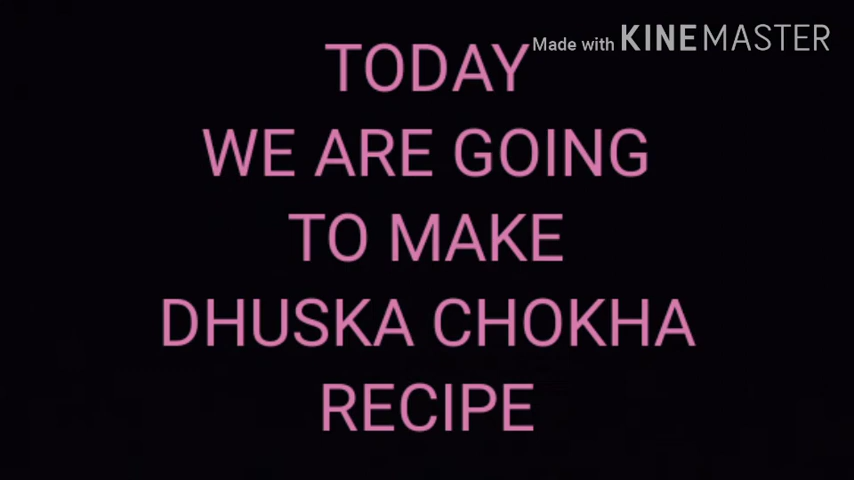 Made with KINEMASTER
TODAY
WE ARE GOING
TO MAKE
DHUSKA CHOKHA
RECIPE